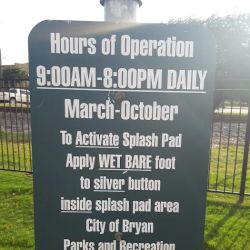 Hours of Operation
9:00AM-8:00PM DAILY
March-October
To Activate Splash Pad
Apply WET BARE foot
to silver button
inside splash pad area
City of Bryan
Parks and Recreation